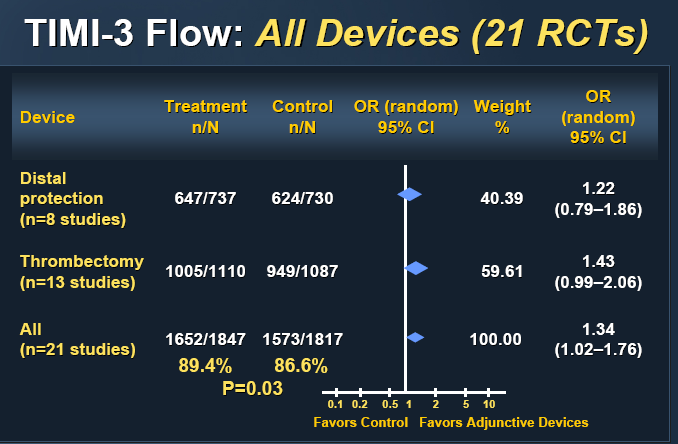 TIMI-3 Flow: All Devices (21 RCTs)
Device
Treatment
n/N
Control
n/N
OR (random)
95% CI
Weight
%
OR
(random)
95% CI
Distal
protection
(n=8 studies)
647/737
624/730
40.39
1.22
(0.79–1.86)
Thrombectomy
(n=13 studies)
1005/1110
949/1087
59.61
1.43
(0.99–2.06)
All
(n=21 studies)
1652/1847
1573/1817
100.00
1.34
(1.02–1.76)
89.4%
86.6%
P=0.03
0.1 0.2 0.5 1 2 5 10
Favors Control Favors Adjunctive Devices